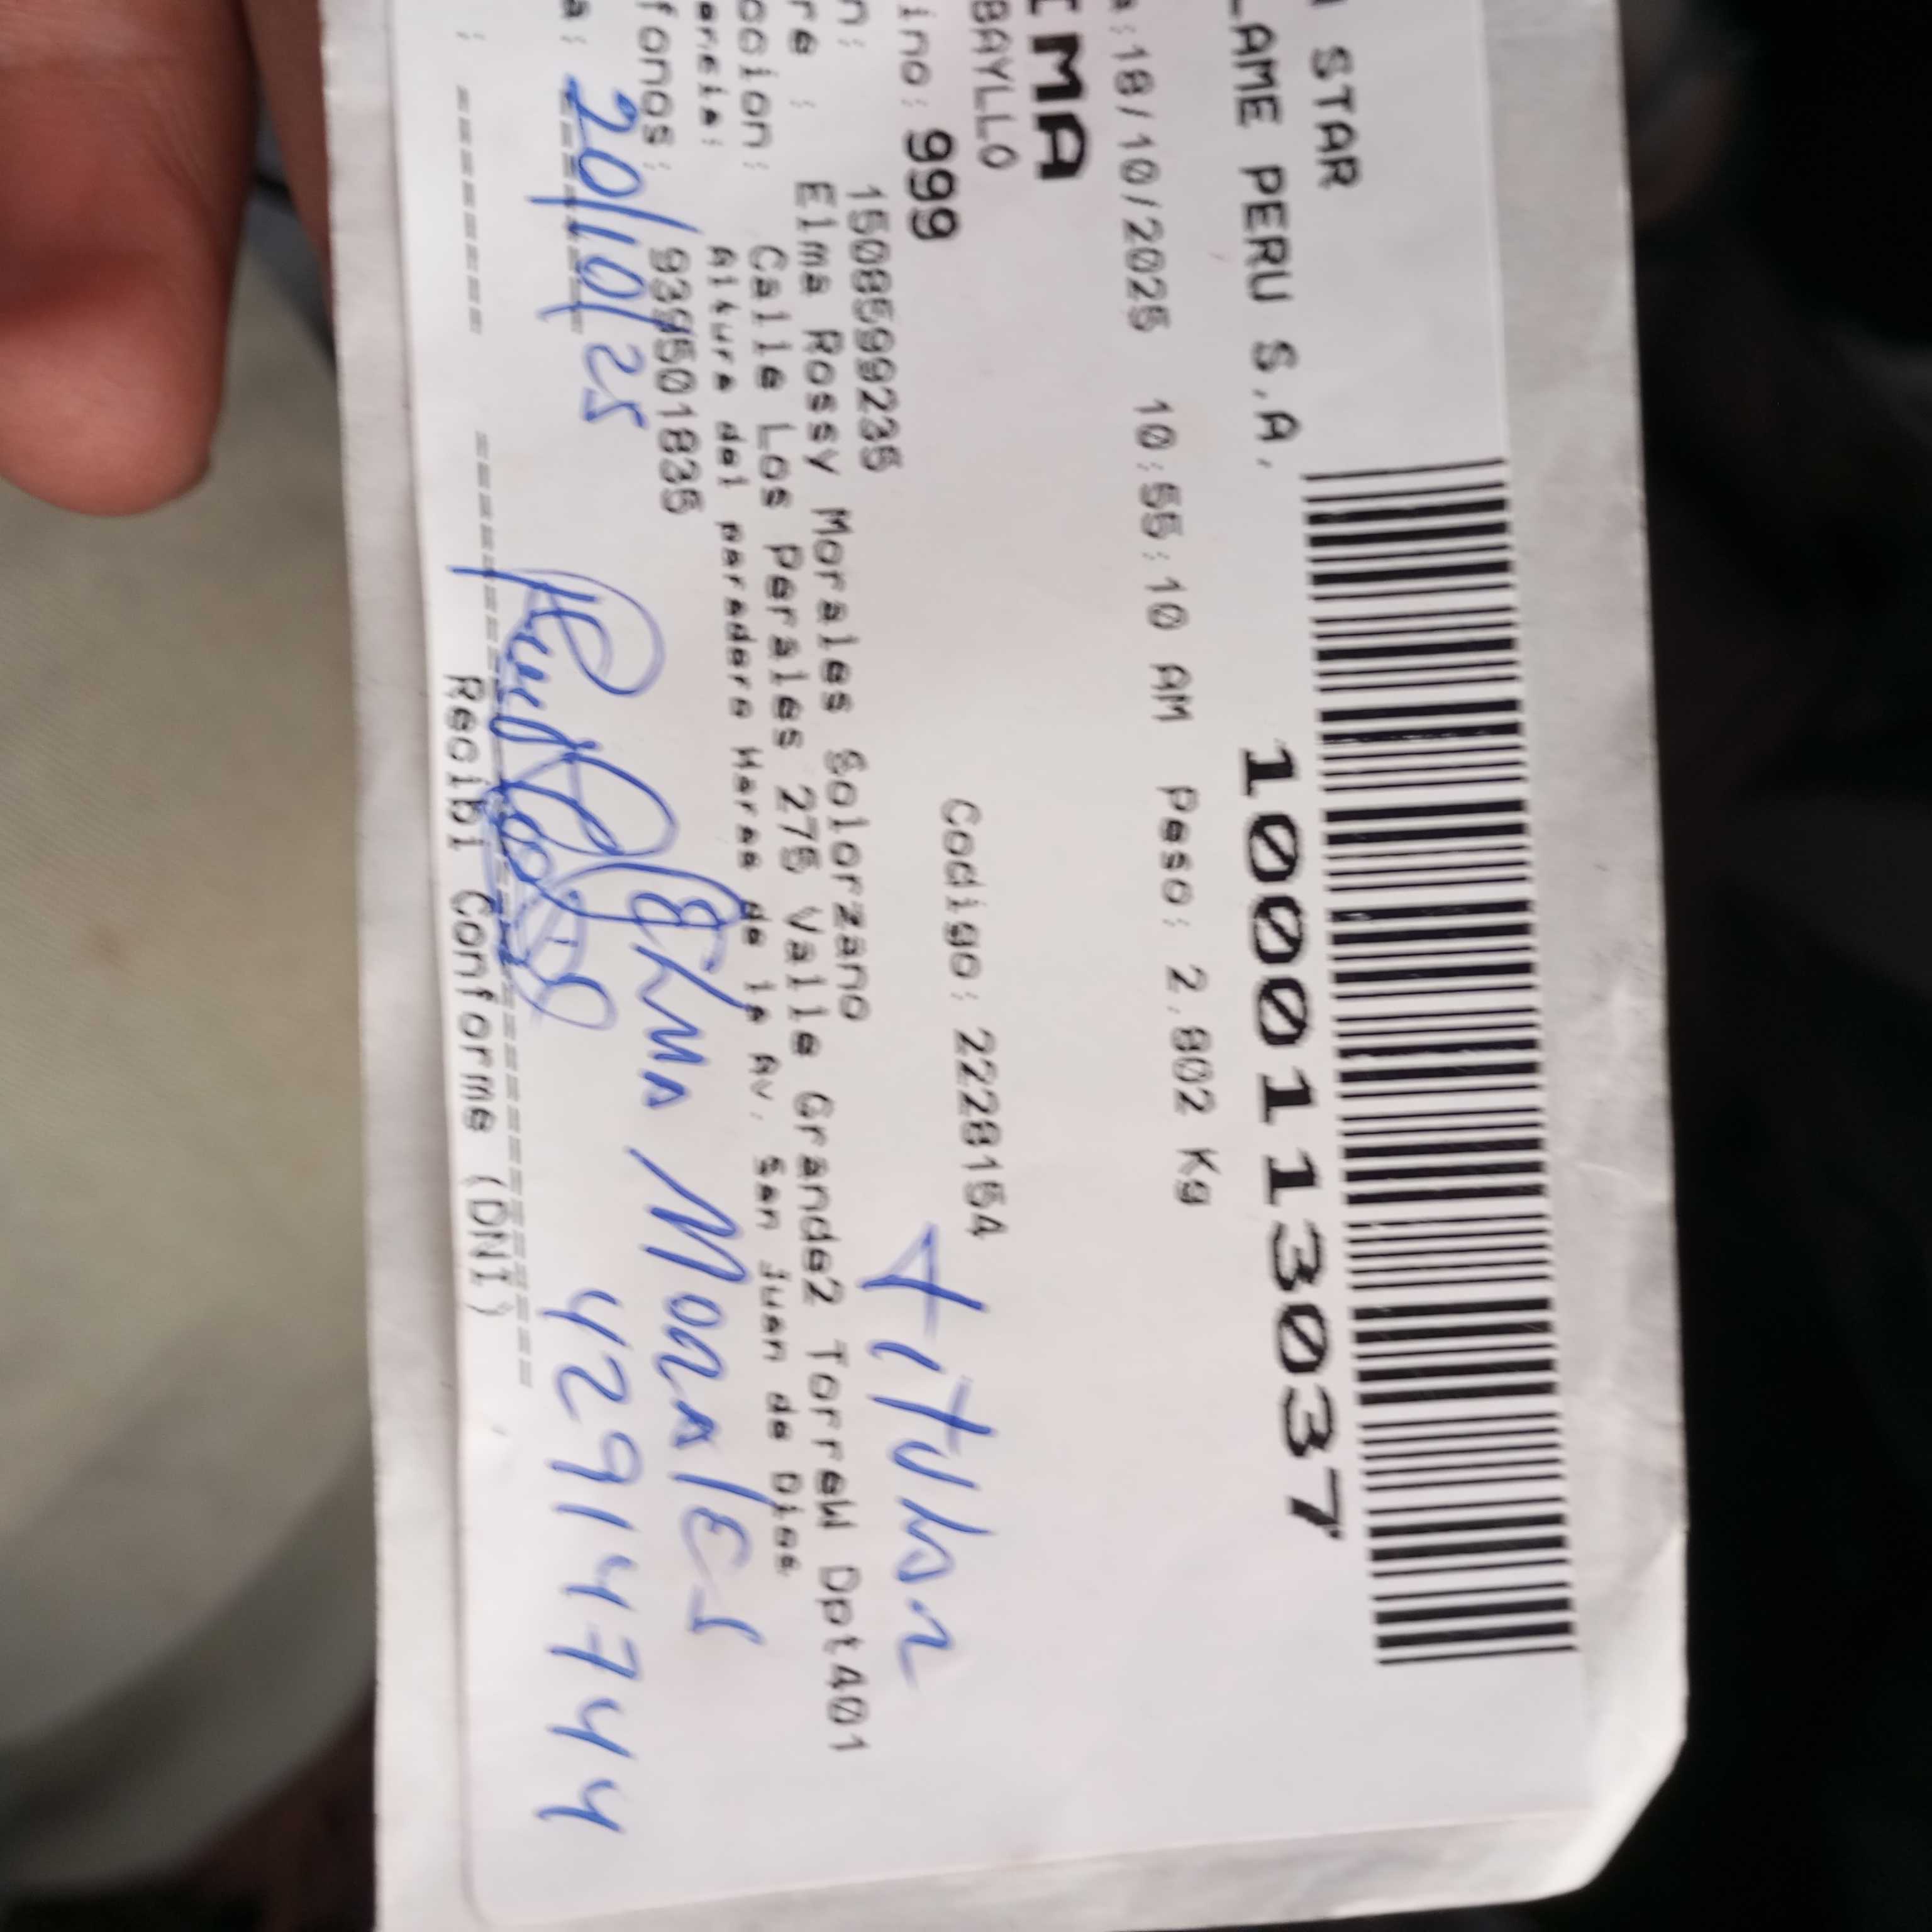 STAR
LAME PERU S.A. 10001113037
a:18/10/2025 10:55:10 AM Peso: 2.802 Kg
IMA
BAYLLO
ino: 999 Codigo: 2228154
titular
n: 1508599235
re : Elma Rossy Morales Solorzano
ccion: Calle Los Perales 275 Valle Grande2 TorreW Dpt401
encia: Altura del paradero Haras de la Av. San Juan de Dios
fonos: 939501835
Elma Morales
a: 20/10/25 42914744
Recibi Conforme (DNI)